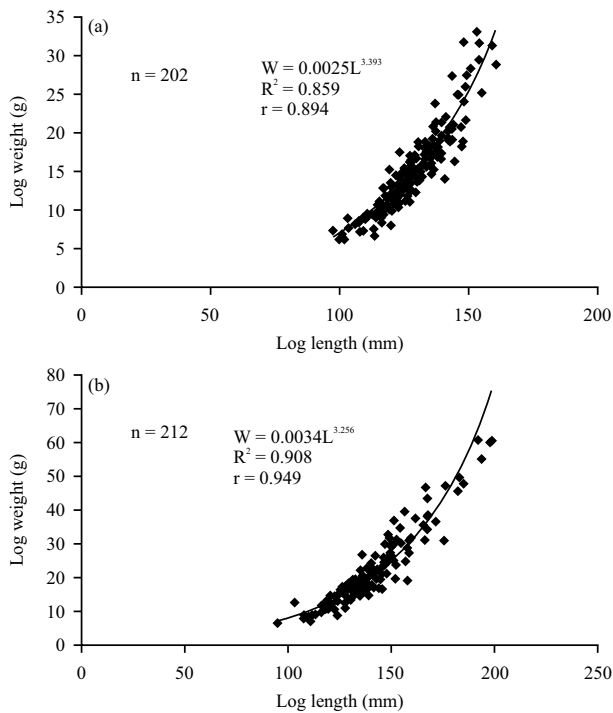 (a)
35
30
25
20
15
10
5
0
Log weight (g)
n = 202
W = 0.0025L^3.393
R² = 0.859
r = 0.894
0 50 100 150 200
Log length (mm)
(b)
80
70
60
50
40
30
20
10
0
Log weight (g)
n = 212
W = 0.0034L^3.256
R² = 0.908
r = 0.949
0 50 100 150 200 250
Log length (mm)